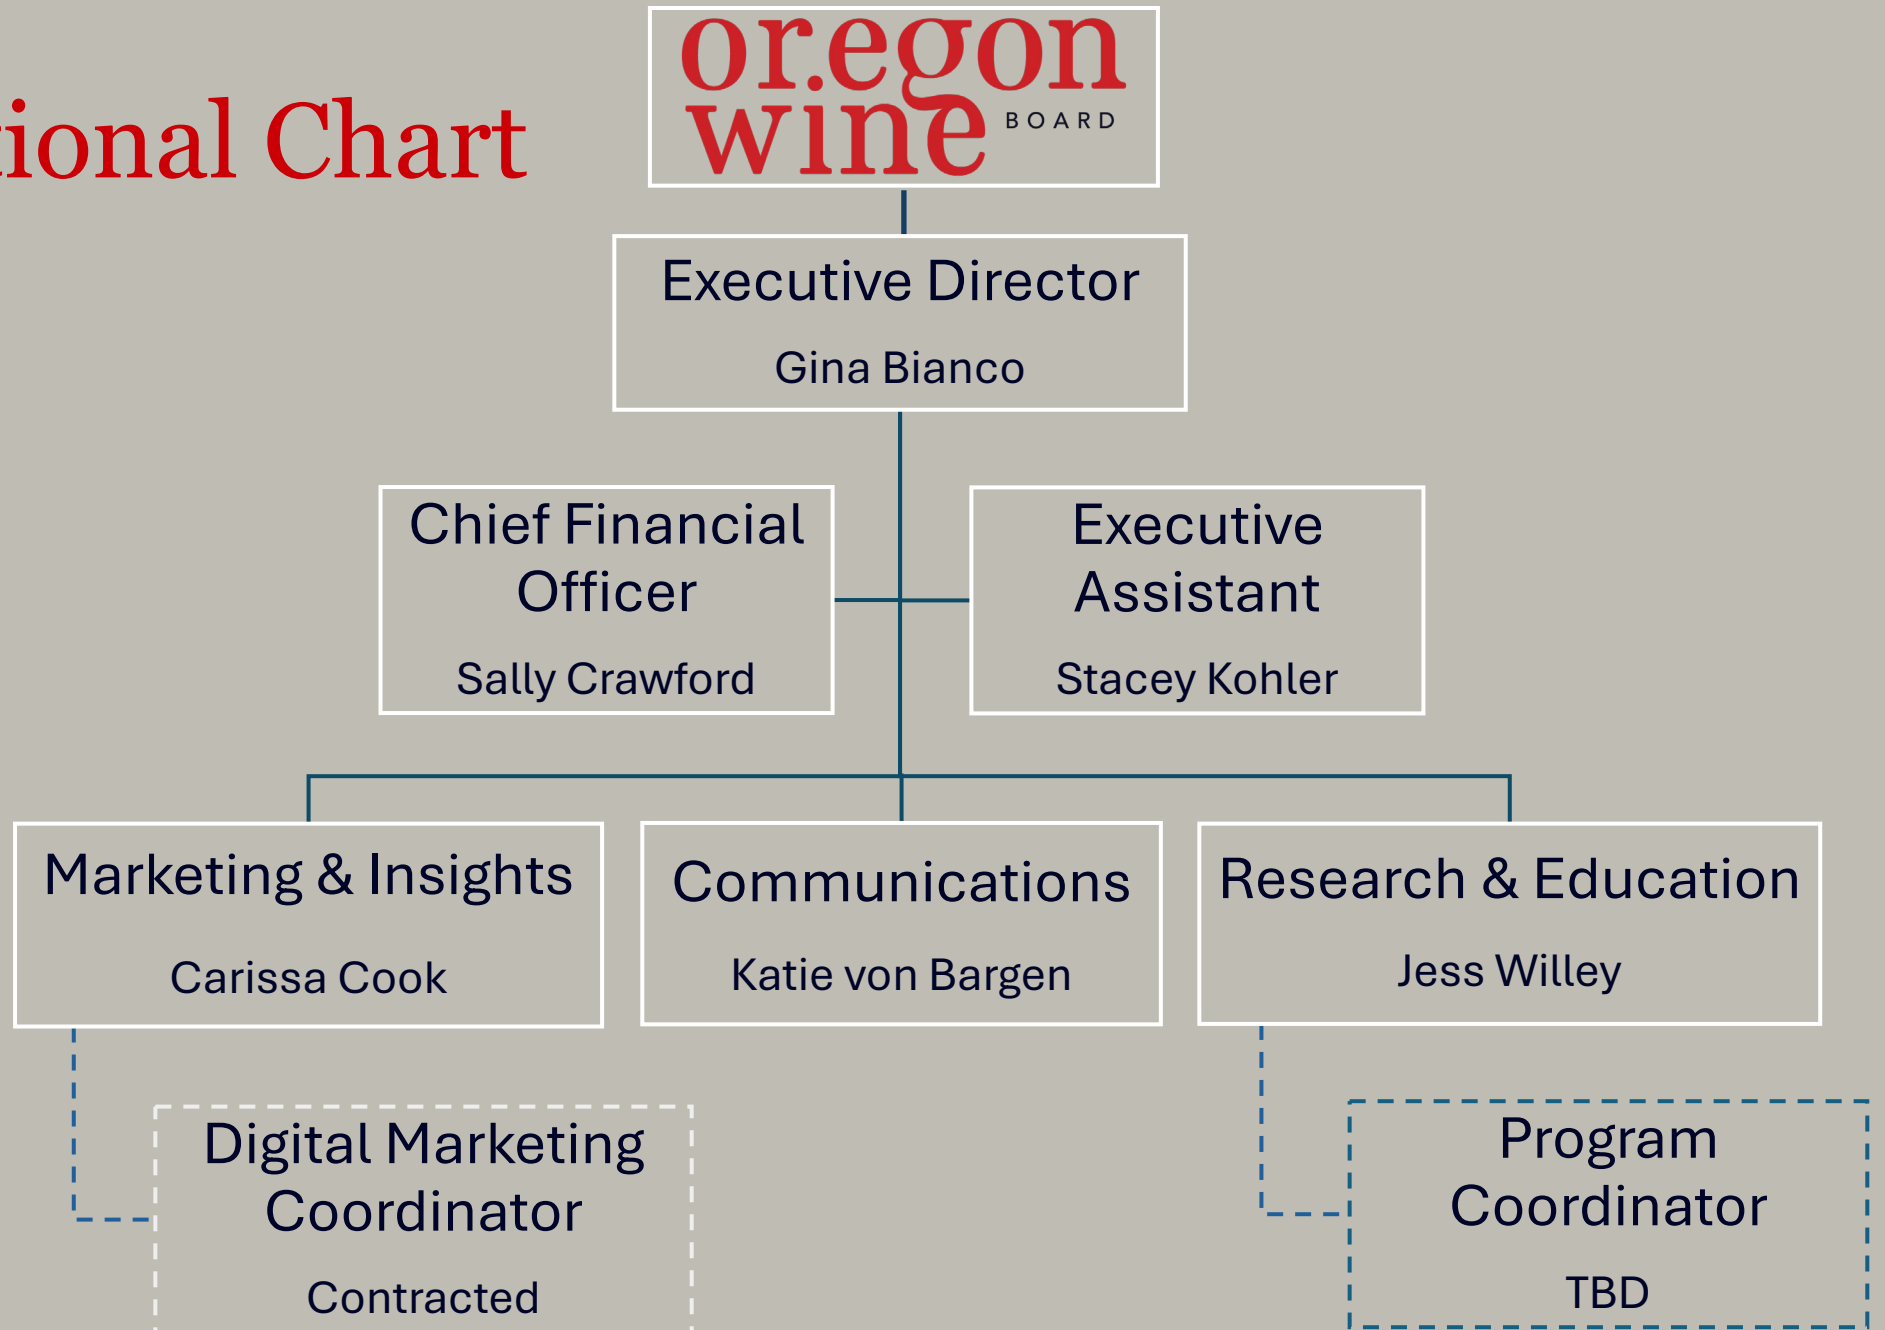 tional Chart
oregon
wine BOARD
Executive Director
Gina Bianco
Chief Financial
Officer
Sally Crawford
Executive
Assistant
Stacey Kohler
Marketing & Insights
Carissa Cook
Communications
Katie von Bargen
Research & Education
Jess Willey
Digital Marketing
Coordinator
Contracted
Program
Coordinator
TBD